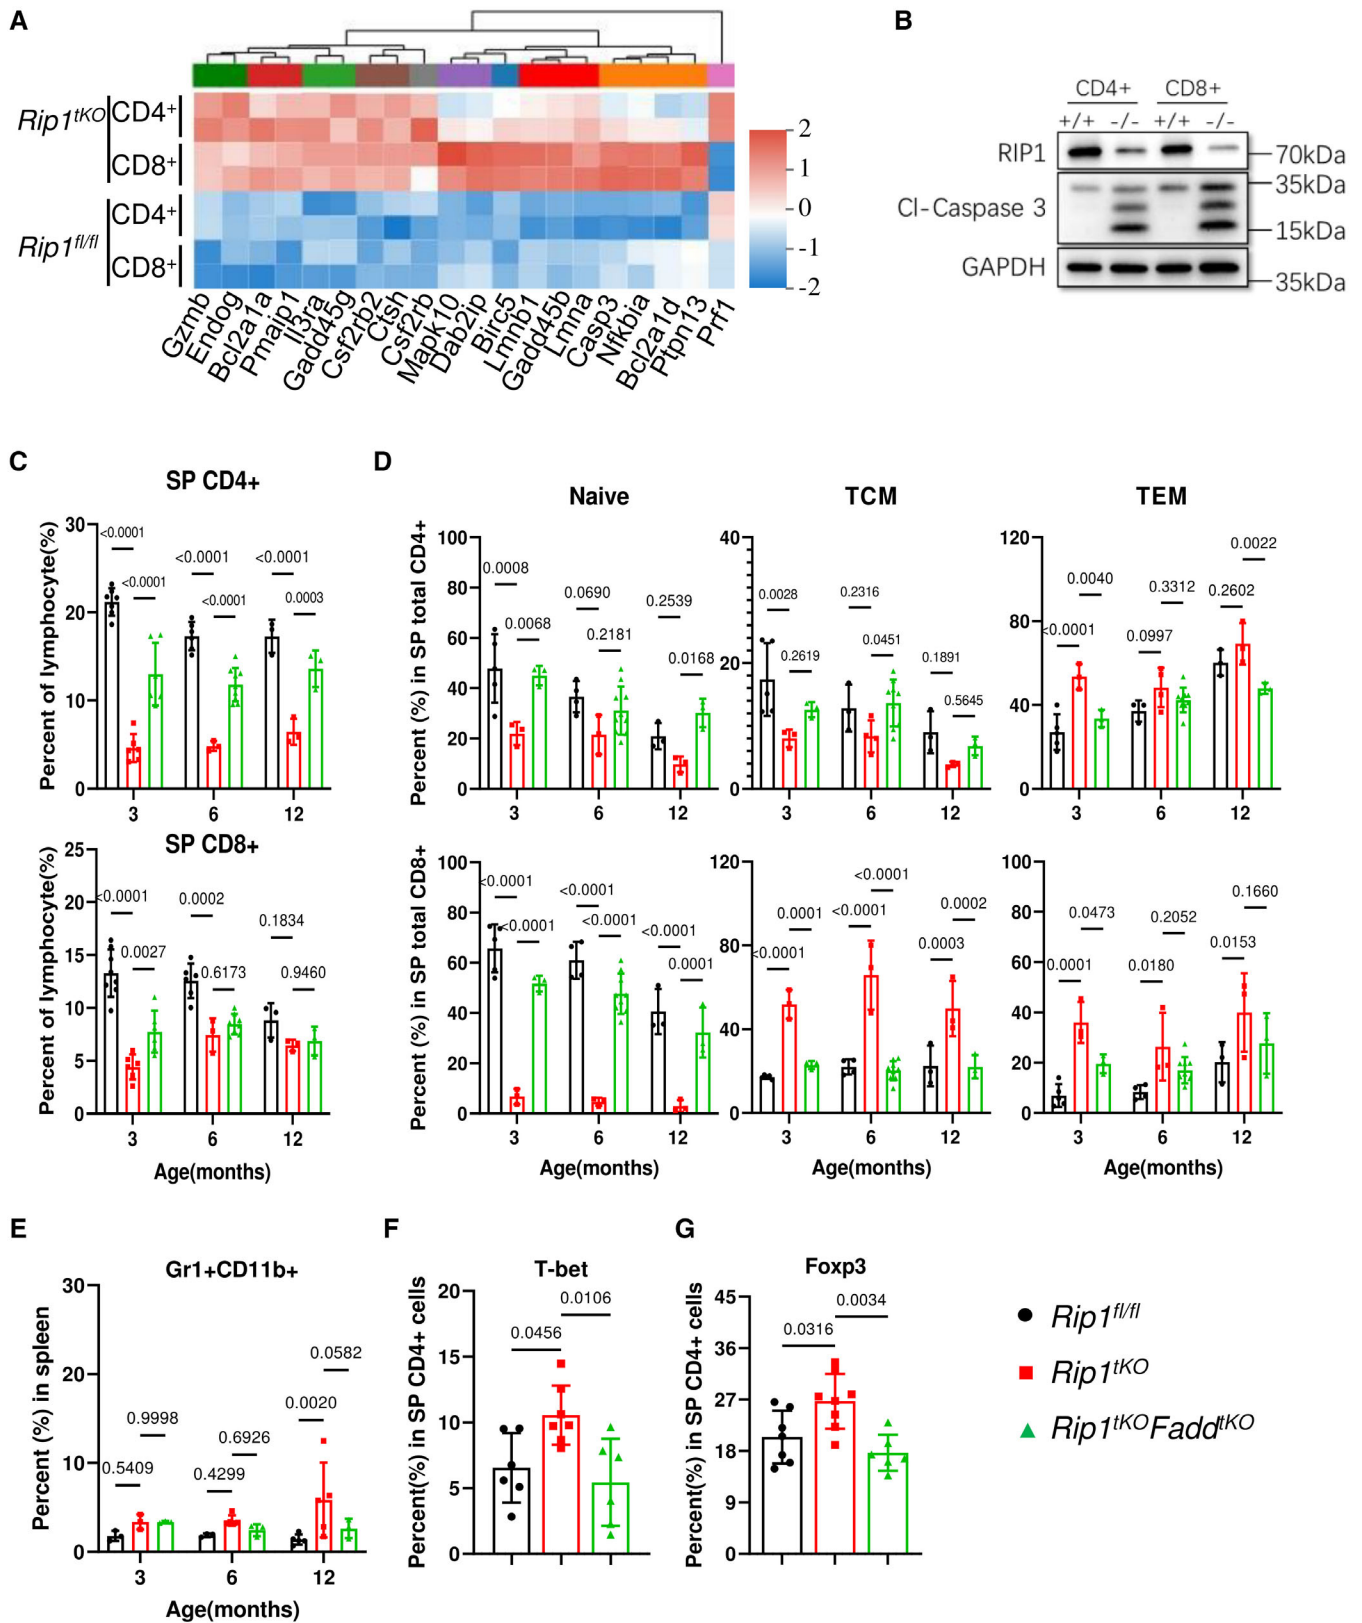 A
Rip1tKO
CD4+
CD8+
Rip1fl/fl
CD4+
CD8+
2
1
0
-1
-2
Gzmb
Endog
Bcl2a1a
Pmaip1
Il3ra
Gadd45g
Csf2rb2
Ctsh
Csf2rb
Mapk10
Dab2ip
Birc5
Lmnb1
Gadd45b
Lmna
Casp3
Nfkbia
Bcl2a1d
Ptpn13
Prf1
B
CD4+ CD8+
+/+ -/- +/+ -/-
RIP1
70kDa
35kDa
Cl-Caspase 3
15kDa
GAPDH
35kDa
C
SP CD4+
Percent of lymphocyte(%)
30
20
10
0
<0.0001
<0.0001
<0.0001
<0.0001
<0.0001
0.0003
3 6 12
SP CD8+
Percent of lymphocyte(%)
25
20
15
10
5
0
<0.0001
0.0027
0.0002
0.6173
0.1834
0.9460
3 6 12
Age(months)
D
Naive
Percent (%) in SP total CD4+
100
80
60
40
20
0
0.0008
0.0068
0.0690
0.2181
0.2539
0.0168
3 6 12
TCM
40
20
0
0.0028
0.2619
0.2316
0.0451
0.1891
0.5645
3 6 12
TEM
120
80
40
0
<0.0001
0.0040
0.0997
0.3312
0.2602
0.0022
3 6 12
Percent (%) in SP total CD8+
100
80
60
40
20
0
<0.0001
<0.0001
<0.0001
<0.0001
<0.0001
0.0001
3 6 12
Age(months)
120
80
40
0
<0.0001
0.0001
<0.0001
<0.0001
0.0003
0.0002
3 6 12
Age(months)
100
80
60
40
20
0
0.0001
0.0473
0.0180
0.2052
0.0153
0.1660
3 6 12
Age(months)
E
Gr1+CD11b+
Percent (%) in spleen
30
20
10
0
0.5409
0.9998
0.4299
0.6926
0.0020
0.0582
3 6 12
Age(months)
F
T-bet
Percent(%) in SP CD4+ cells
20
15
10
5
0
0.0456
0.0106
G
Foxp3
Percent(%) in SP CD4+ cells
45
36
27
18
9
0
0.0316
0.0034
Rip1fl/fl
Rip1tKO
Rip1tKOFaddtKO